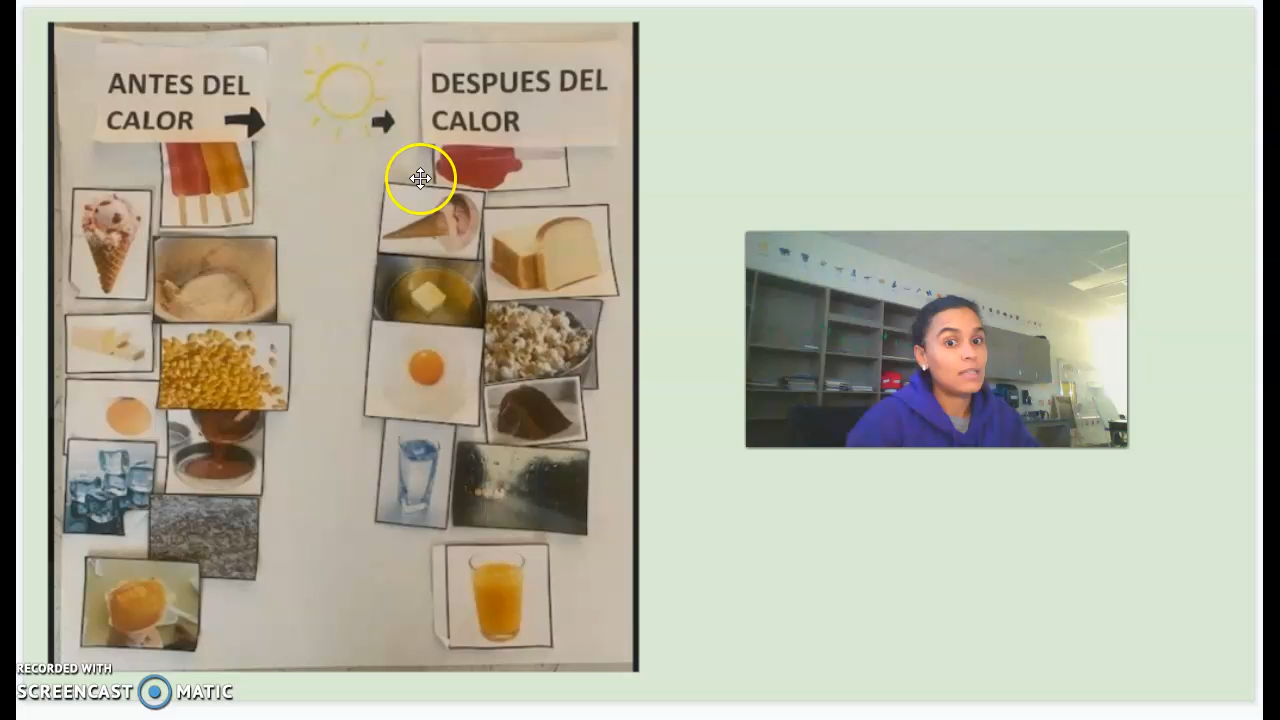 ANTES DEL
CALOR
DESPUES DEL
CALOR
RECORDED WITH
SCREENCAST MATIC